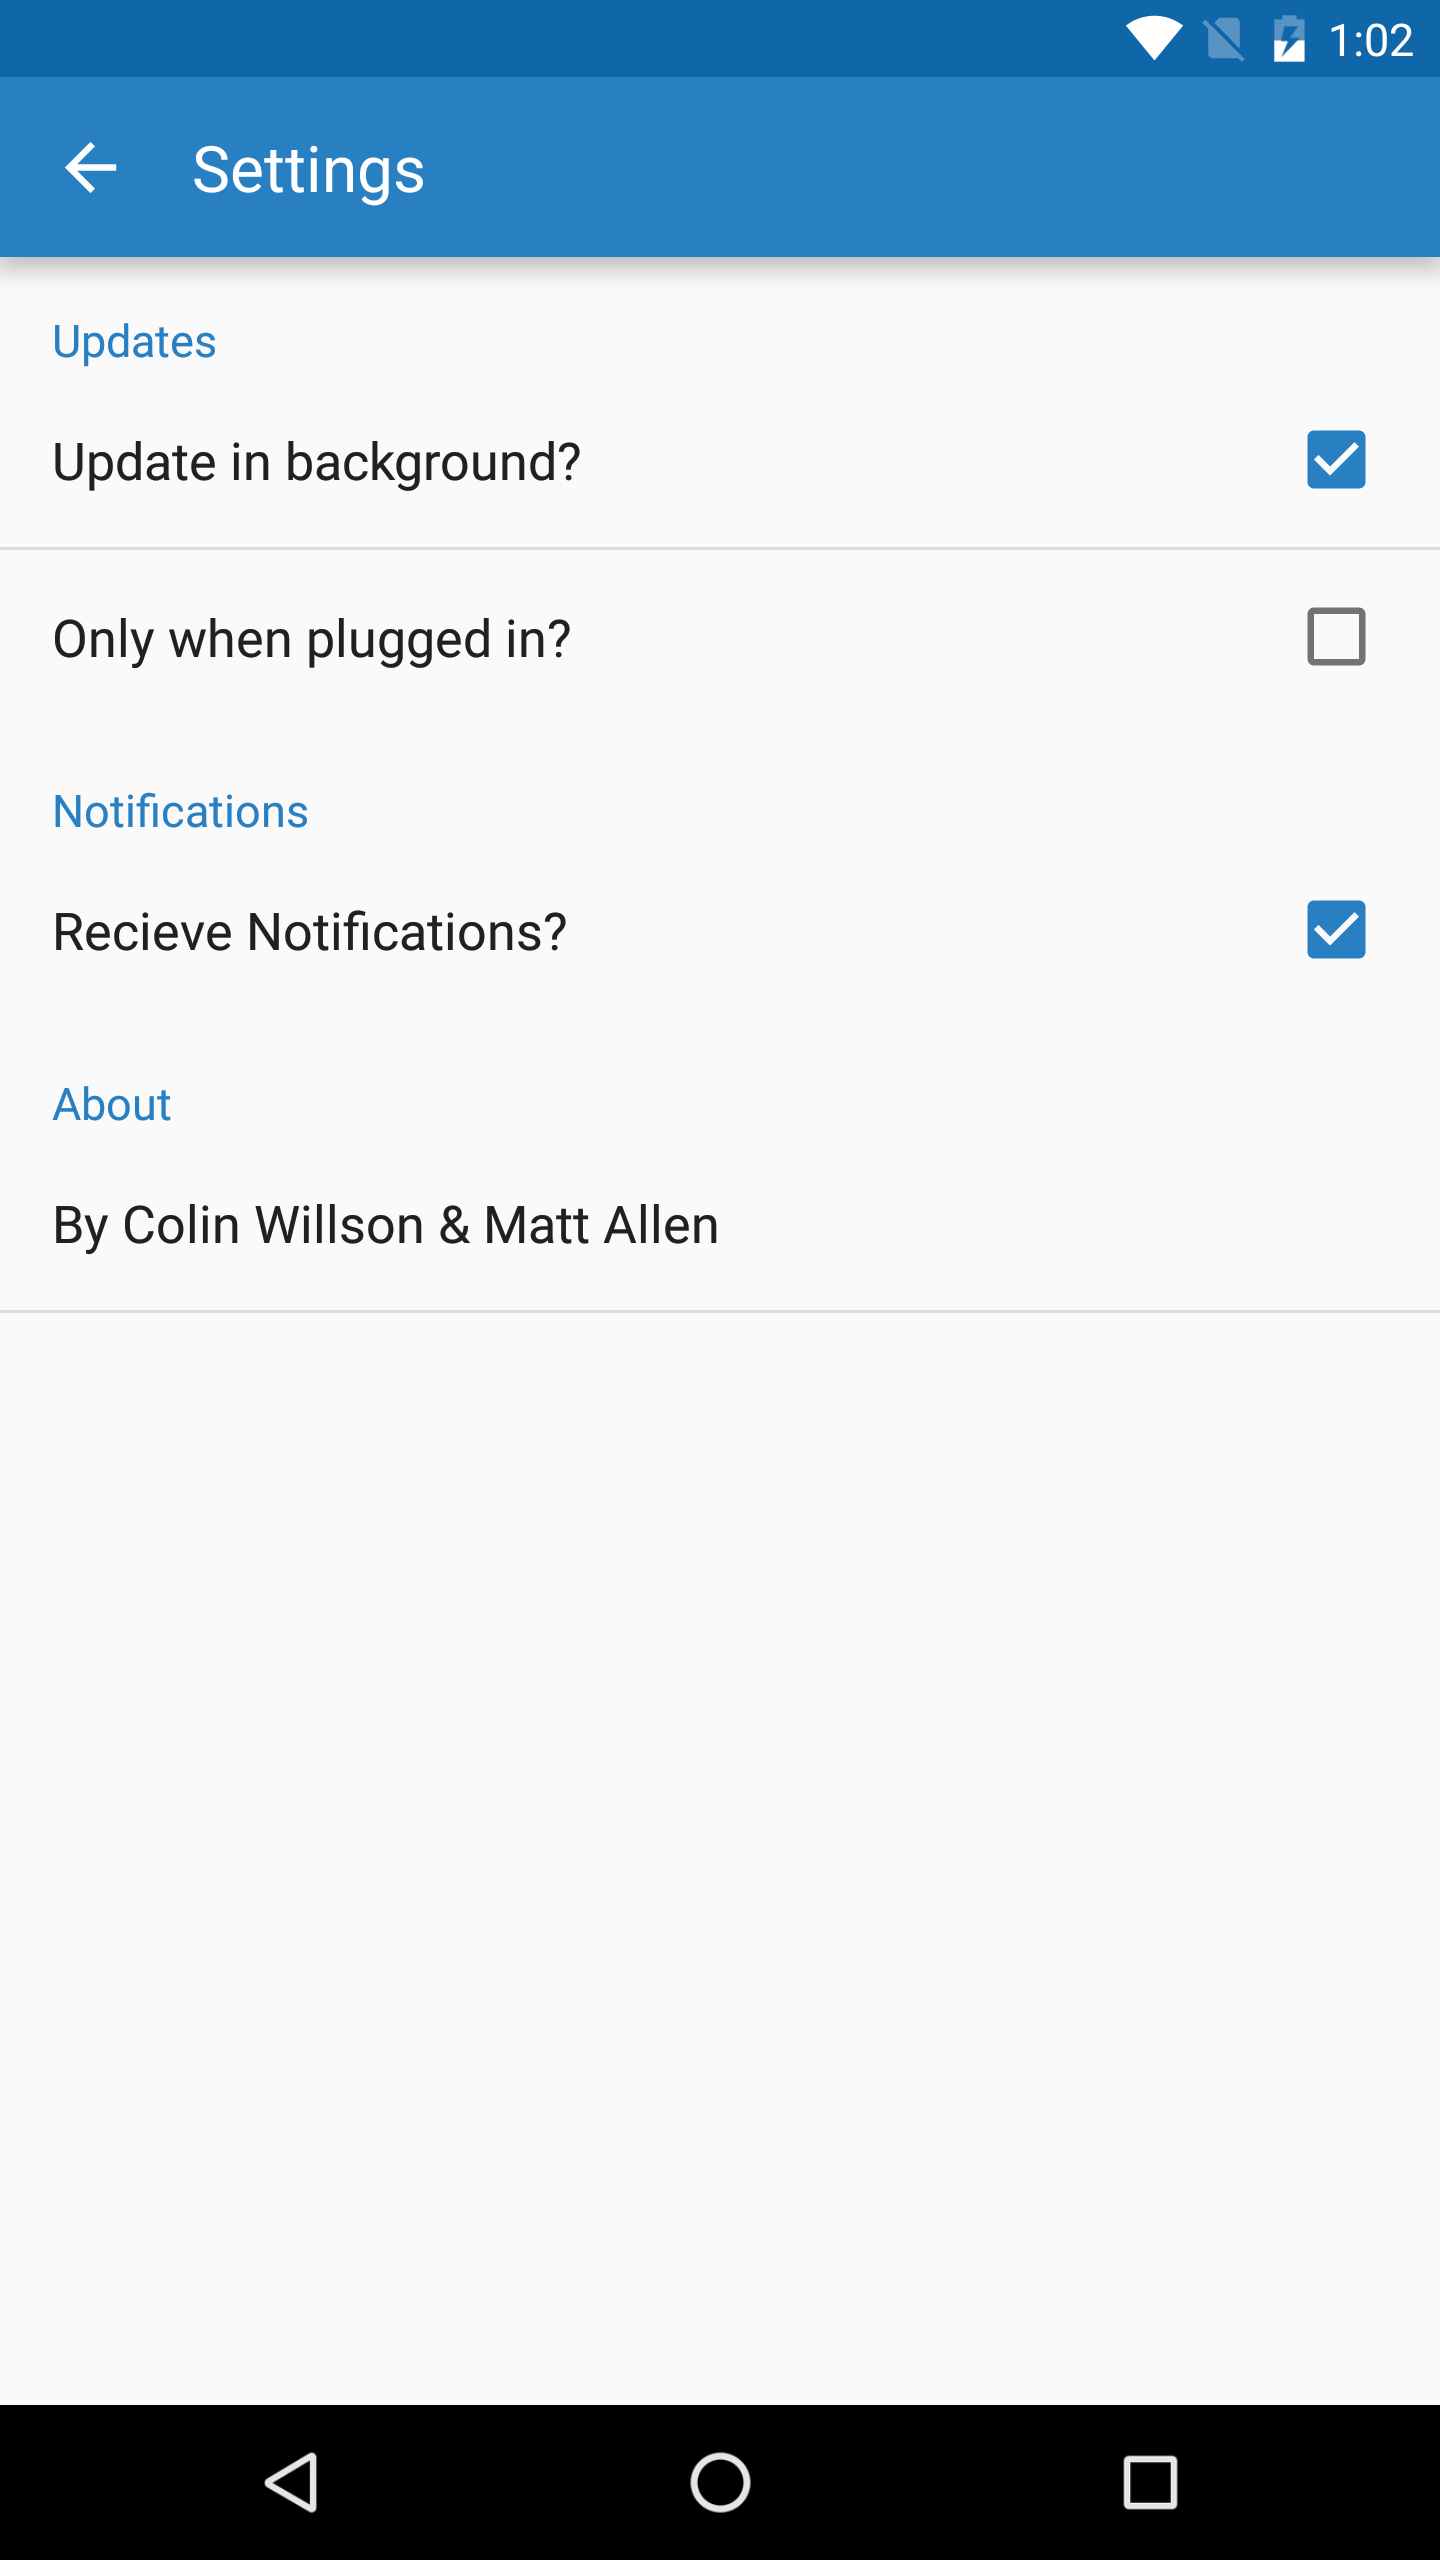 1:02
Settings
Updates
Update in background?
Only when plugged in?
Notifications
Recieve Notifications?
About
By Colin Willson & Matt Allen